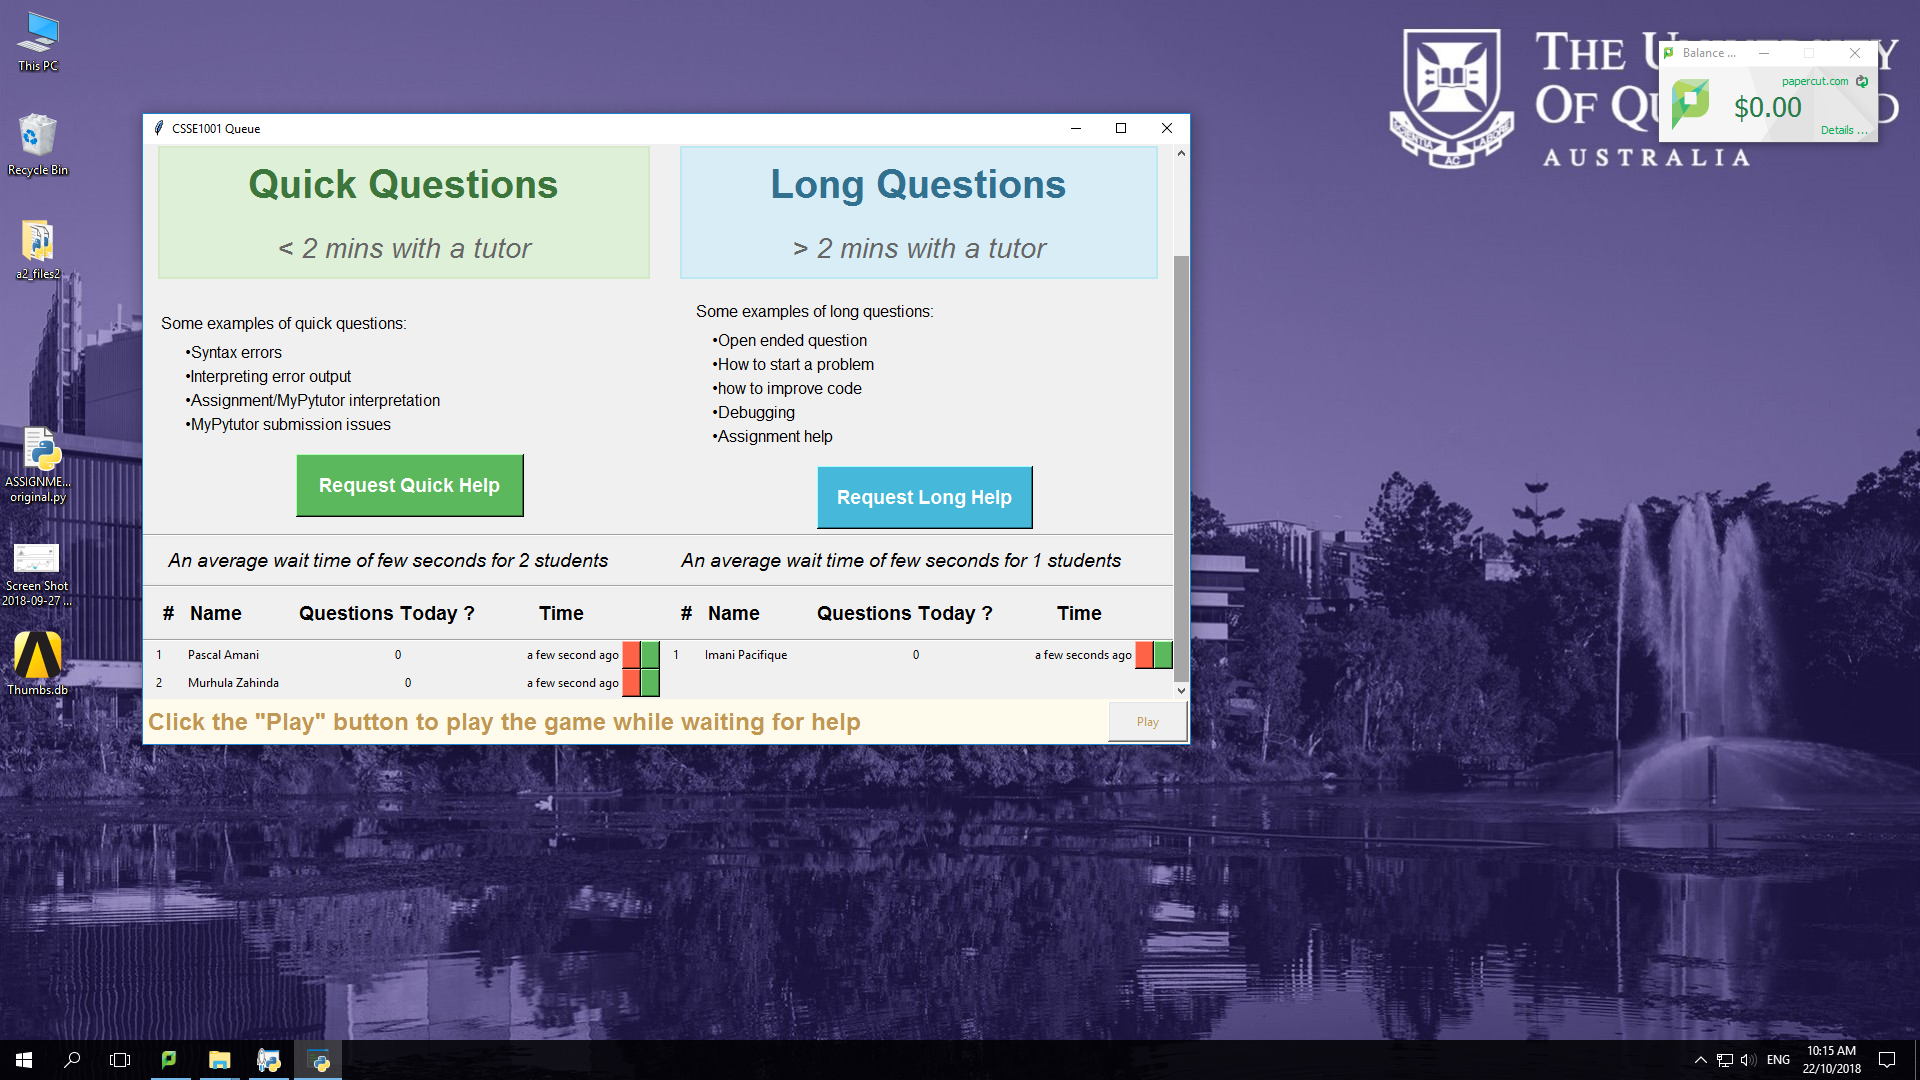 This PC
Recycle Bin
a2_files2
ASSIGNME...
original.py
Screen Shot
2018-09-27 ...
Thumbs.db
CSSE1001 Queue
Quick Questions
< 2 mins with a tutor
Some examples of quick questions:
•Syntax errors
•Interpreting error output
•Assignment/MyPytutor interpretation
•MyPytutor submission issues
Request Quick Help
Long Questions
> 2 mins with a tutor
Some examples of long questions:
•Open ended question
•How to start a problem
•how to improve code
•Debugging
•Assignment help
Request Long Help
An average wait time of few seconds for 2 students
An average wait time of few seconds for 1 students
# Name Questions Today ? Time
1 Pascal Amani 0 a few second ago
2 Murhula Zahinda 0 a few second ago
# Name Questions Today ? Time
1 Imani Pacifique 0 a few seconds ago
Click the "Play" button to play the game while waiting for help
Play
THE
OF
AUSTRALIA
SCIENTIA AC LABORE
Balance ...
papercut.com
$0.00
Details ...
ENG
10:15 AM
22/10/2018